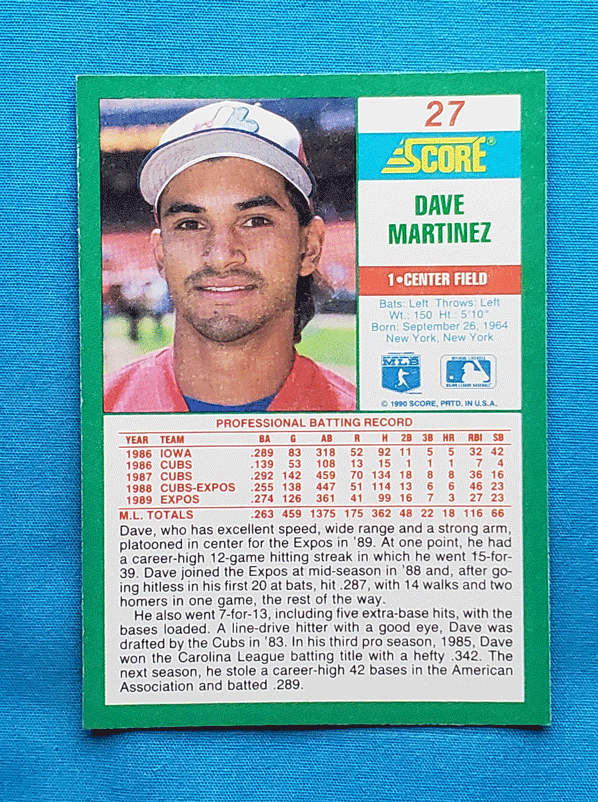 27
SCORE®
DAVE
MARTINEZ
1•CENTER FIELD
Bats: Left Throws: Left
Wt.: 150 Ht.: 5'10"
Born: September 26, 1964
New York, New York
MLB
MAJOR LEAGUE BASEBALL
© 1990 SCORE, PRTD. IN U.S.A.
PROFESSIONAL BATTING RECORD
YEAR TEAM BA G AB R H 2B 3B HR RBI SB
1986 IOWA .289 83 318 52 92 11 5 5 32 42
1986 CUBS .139 53 108 13 15 1 1 1 7 4
1987 CUBS .292 142 459 70 134 18 8 8 36 16
1988 CUBS-EXPOS .255 138 447 51 114 13 6 6 46 23
1989 EXPOS .274 126 361 41 99 16 7 3 27 23
M.L. TOTALS .263 459 1375 175 362 48 22 18 116 66
Dave, who has excellent speed, wide range and a strong arm,
platooned in center for the Expos in '89. At one point, he had
a career-high 12-game hitting streak in which he went 15-for-
39. Dave joined the Expos at mid-season in '88 and, after go-
ing hitless in his first 20 at bats, hit .287, with 14 walks and two
homers in one game, the rest of the way.
He also went 7-for-13, including five extra-base hits, with the
bases loaded. A line-drive hitter with a good eye, Dave was
drafted by the Cubs in '83. In his third pro season, 1985, Dave
won the Carolina League batting title with a hefty .342. The
next season, he stole a career-high 42 bases in the American
Association and batted .289.